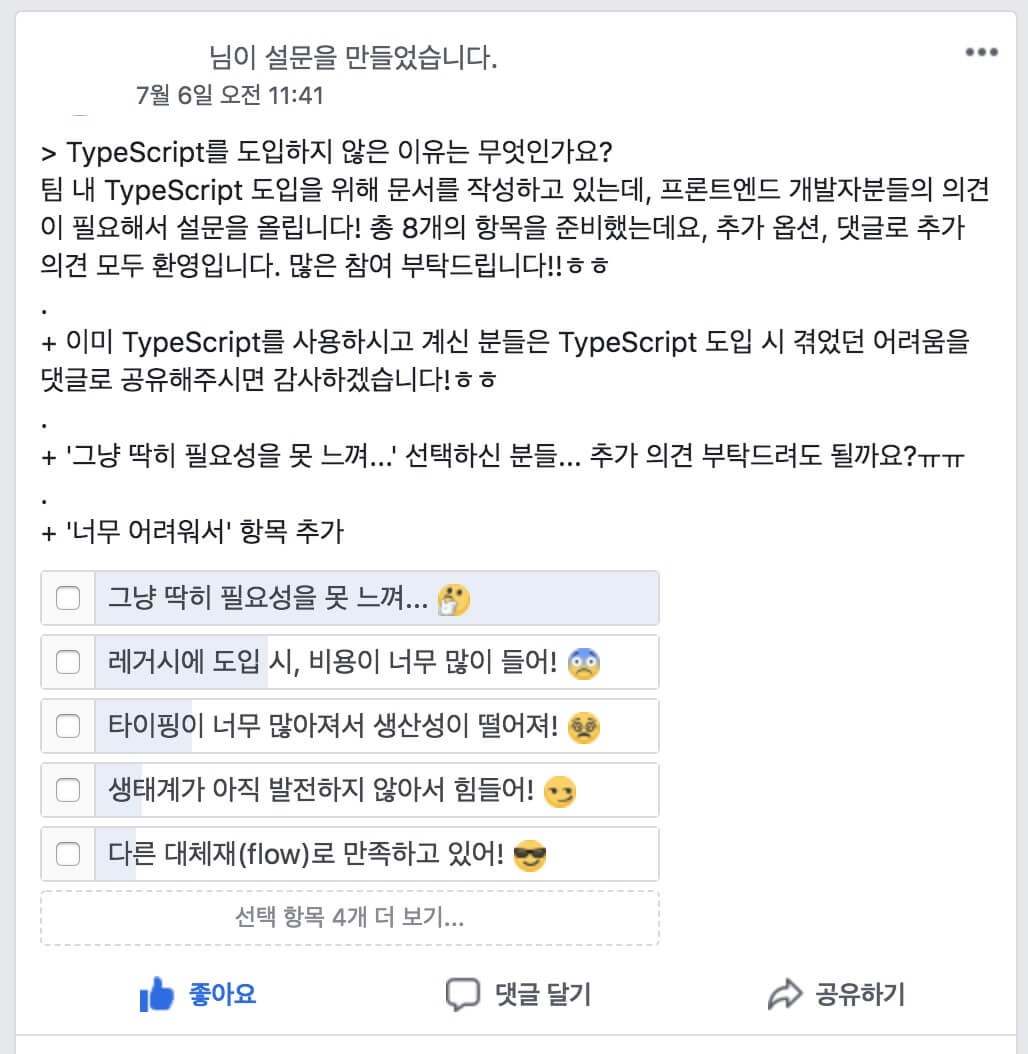 님이 설문을 만들었습니다.
7월 6일 오전 11:41
> TypeScript를 도입하지 않은 이유는 무엇인가요?
팀 내 TypeScript 도입을 위해 문서를 작성하고 있는데, 프론트엔드 개발자분들의 의견
이 필요해서 설문을 올립니다! 총 8개의 항목을 준비했는데요, 추가 옵션, 댓글로 추가
의견 모두 환영입니다. 많은 참여 부탁드립니다!!ㅎㅎ
.
+ 이미 TypeScript를 사용하시고 계신 분들은 TypeScript 도입 시 겪었던 어려움을
댓글로 공유해주시면 감사하겠습니다!ㅎㅎ
.
+ '그냥 딱히 필요성을 못 느껴...' 선택하신 분들... 추가 의견 부탁드려도 될까요?ㅠㅠ
.
+ '너무 어려워서' 항목 추가
그냥 딱히 필요성을 못 느껴... 🤔
레거시에 도입 시, 비용이 너무 많이 들어! 😨
타이핑이 너무 많아져서 생산성이 떨어져! 😣
생태계가 아직 발전하지 않아서 힘들어! 😏
다른 대체재(flow)로 만족하고 있어! 😎
선택 항목 4개 더 보기...
좋아요
댓글 달기
공유하기